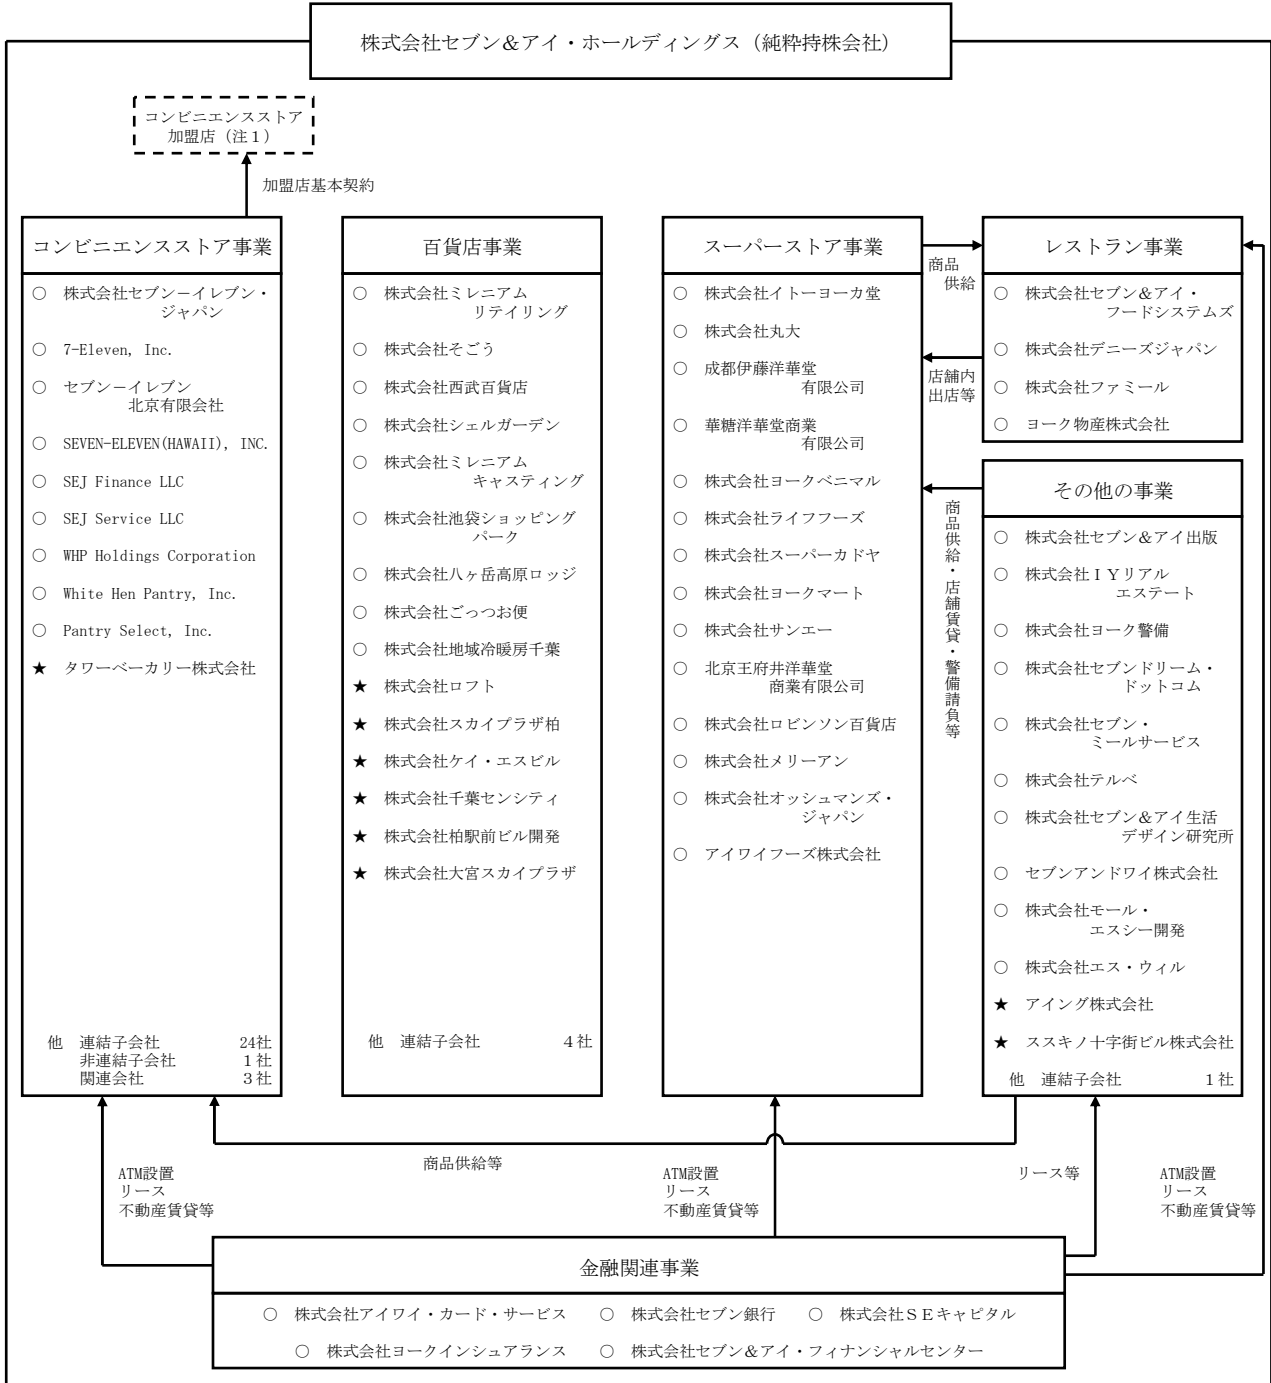 株式会社セブン＆アイ・ホールディングス（純粋持株会社）
コンビニエンスストア
加盟店（注１）
加盟店基本契約
コンビニエンスストア事業
○ 株式会社セブン－イレブン・
ジャパン
○ 7-Eleven, Inc.
○ セブン－イレブン
北京有限会社
○ SEVEN-ELEVEN(HAWAII), INC.
○ SEJ Finance LLC
○ SEJ Service LLC
○ WHP Holdings Corporation
○ White Hen Pantry, Inc.
○ Pantry Select, Inc.
★ タワーベーカリー株式会社
他 連結子会社 24社
非連結子会社 １社
関連会社 ３社
百貨店事業
○ 株式会社ミレニアム
リテイリング
○ 株式会社そごう
○ 株式会社西武百貨店
○ 株式会社シェルガーデン
○ 株式会社ミレニアム
キャスティング
○ 株式会社池袋ショッピング
パーク
○ 株式会社八ヶ岳高原ロッジ
○ 株式会社ごっつお便
○ 株式会社地域冷暖房千葉
★ 株式会社ロフト
★ 株式会社スカイプラザ柏
★ 株式会社ケイ・エスビル
★ 株式会社千葉センシティ
★ 株式会社柏駅前ビル開発
★ 株式会社大宮スカイプラザ
他 連結子会社 ４社
スーパーストア事業
○ 株式会社イトーヨーカ堂
○ 株式会社丸大
○ 成都伊藤洋華堂
有限公司
○ 華糖洋華堂商業
有限公司
○ 株式会社ヨークベニマル
○ 株式会社ライフフーズ
○ 株式会社スーパーカドヤ
○ 株式会社ヨークマート
○ 株式会社サンエー
○ 北京王府井洋華堂
商業有限公司
○ 株式会社ロビンソン百貨店
○ 株式会社メリーアン
○ 株式会社オッシュマンズ・
ジャパン
○ アイワイフーズ株式会社
商品
供給
店舗内
出店等
商品供給・店舗賃貸・警備請負等
レストラン事業
○ 株式会社セブン＆アイ・
フードシステムズ
○ 株式会社デニーズジャパン
○ 株式会社ファミール
○ ヨーク物産株式会社
その他の事業
○ 株式会社セブン＆アイ出版
○ 株式会社ＩＹリアル
エステート
○ 株式会社ヨーク警備
○ 株式会社セブンドリーム・
ドットコム
○ 株式会社セブン・
ミールサービス
○ 株式会社テルベ
○ 株式会社セブン＆アイ生活
デザイン研究所
○ セブンアンドワイ株式会社
○ 株式会社モール・
エスシー開発
○ 株式会社エス・ウィル
★ アイング株式会社
★ ススキノ十字街ビル株式会社
他 連結子会社 １社
商品供給等
ATM設置
リース
不動産賃貸等
ATM設置
リース
不動産賃貸等
リース等
ATM設置
リース
不動産賃貸等
金融関連事業
○ 株式会社アイワイ・カード・サービス ○ 株式会社セブン銀行 ○ 株式会社ＳＥキャピタル
○ 株式会社ヨークインシュアランス ○ 株式会社セブン＆アイ・フィナンシャルセンター